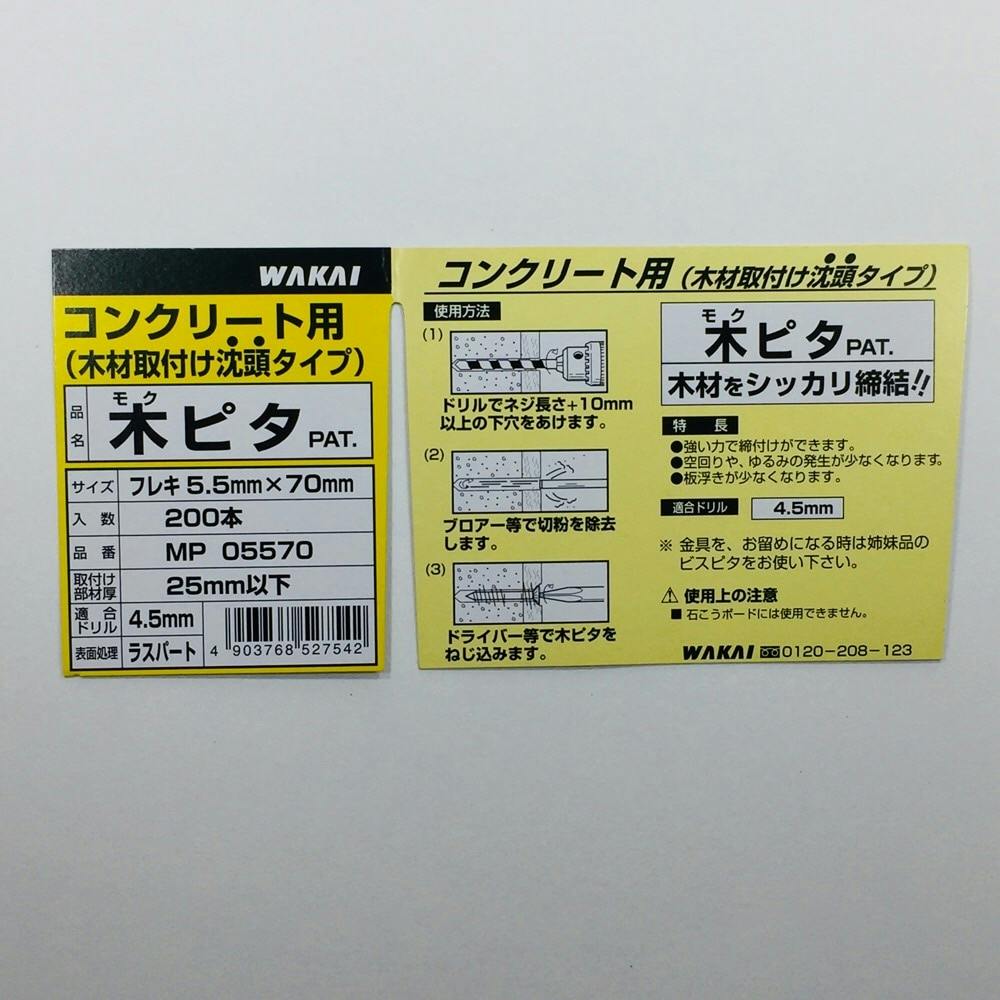 WAKAI
コンクリート用
(木材取付け沈頭タイプ)
品名
モク
木ピタ PAT.
サイズ フレキ 5.5mm×70mm
入数 200本
品番 MP 05570
取付け部材厚 25mm以下
適合ドリル 4.5mm
表面処理 ラスパート
4 903768 527542
コンクリート用 (木材取付け沈頭タイプ)
使用方法
(1)
ドリルでネジ長さ+10mm
以上の下穴をあけます。
(2)
ブロアー等で切粉を除去
します。
(3)
ドライバー等で木ピタを
ねじ込みます。
モク
木ピタ PAT.
木材をシッカリ締結!!
特長
●強い力で締付けができます。
●空回りや、ゆるみの発生が少なくなります。
●板浮きが少なくなります。
適合ドリル 4.5mm
※ 金具を、お留めになる時は姉妹品の
ビスピタをお使い下さい。
⚠ 使用上の注意
■ 石こうボードには使用できません。
WAKAI 0120-208-123